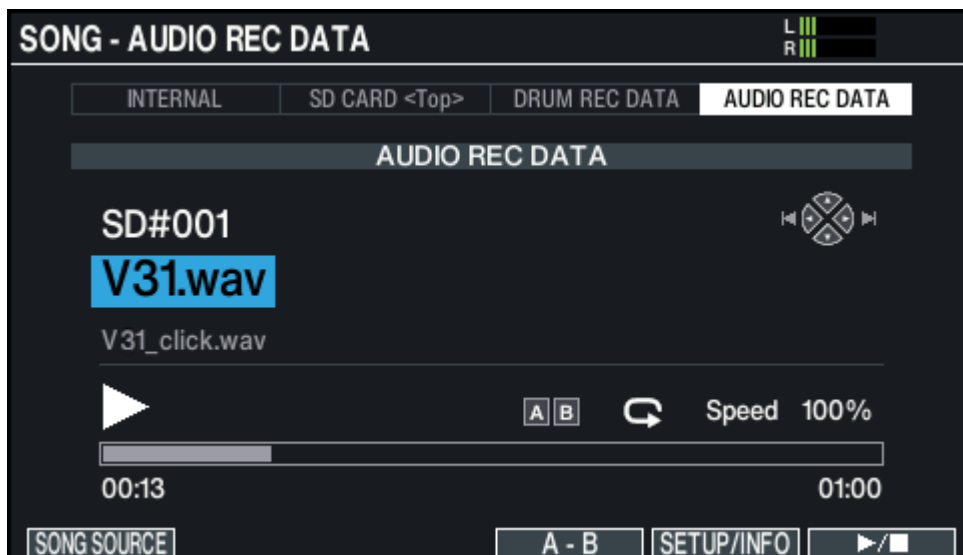 SONG - AUDIO REC DATA
L
R
INTERNAL SD CARD <Top> DRUM REC DATA AUDIO REC DATA
AUDIO REC DATA
SD#001
V31.wav
V31_click.wav
A B Speed 100%
00:13 01:00
SONG SOURCE A - B SETUP/INFO ▶/■